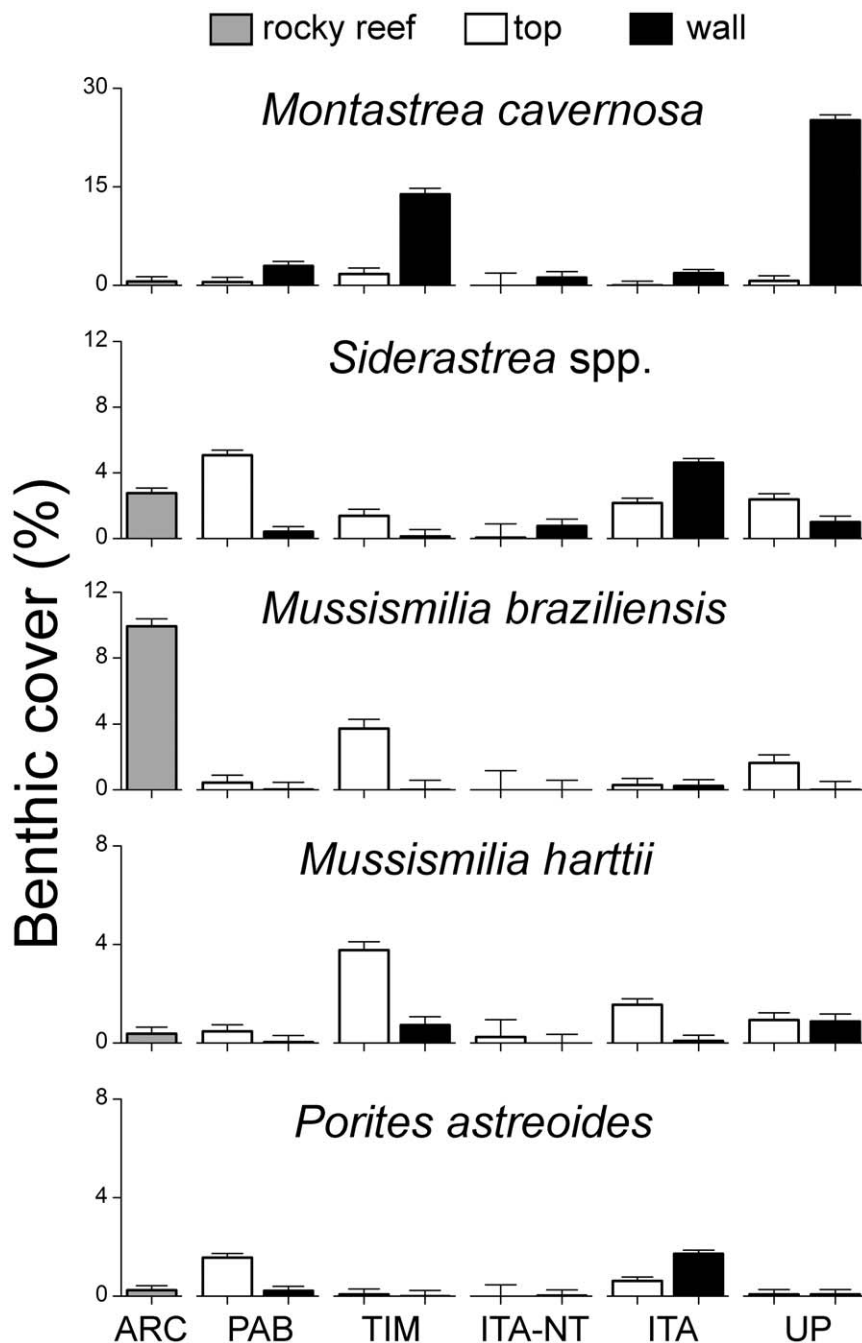 rocky reef top wall
Montastrea cavernosa
30
15
0
Siderastrea spp.
12
8
4
0
Mussismilia braziliensis
12
8
4
0
Mussismilia harttii
8
4
0
Porites astreoides
8
4
0
Benthic cover (%)
ARC PAB TIM ITA-NT ITA UP